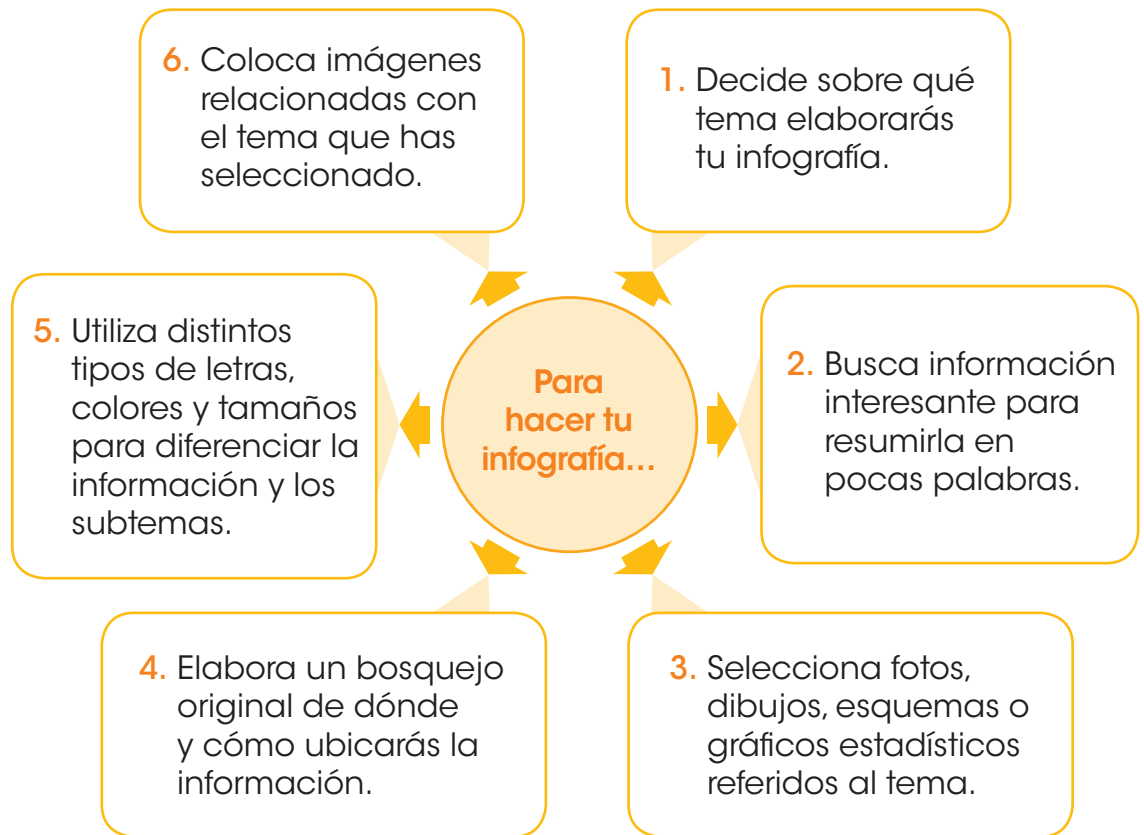 Para
hacer tu
infografía...
1. Decide sobre qué
tema elaborarás
tu infografía.
2. Busca información
interesante para
resumirla en
pocas palabras.
3. Selecciona fotos,
dibujos, esquemas o
gráficos estadísticos
referidos al tema.
4. Elabora un bosquejo
original de dónde
y cómo ubicarás la
información.
5. Utiliza distintos
tipos de letras,
colores y tamaños
para diferenciar la
información y los
subtemas.
6. Coloca imágenes
relacionadas con
el tema que has
seleccionado.